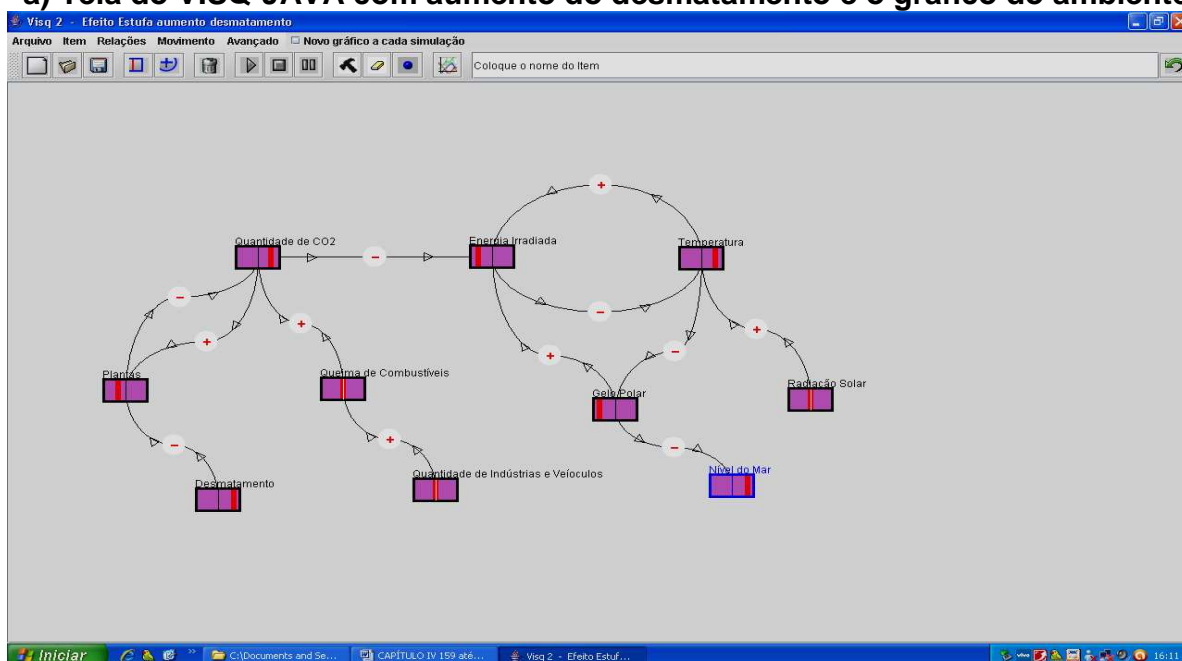 a) Tela do VISQ JAVA com aumento do desmatamento e o gráfico do ambiente
Visq 2 - Efeito Estufa aumento desmatamento
Arquivo Item Relações Movimento Avançado Novo gráfico a cada simulação
Coloque o nome do Item
+
Quantidade de CO2
Energia Irradiada
Temperatura
-
-
-
+
+
+
+
-
Plantas
Queima de Combustíveis
Gelo Polar
Radiação Solar
-
+
-
Desmatamento
Quantidade de Indústrias e Veíoculos
Nível do Mar
Iniciar
C:\Documents and Se...
CAPÍTULO IV 159 até...
Visq 2 - Efeito Estuf...
16:11